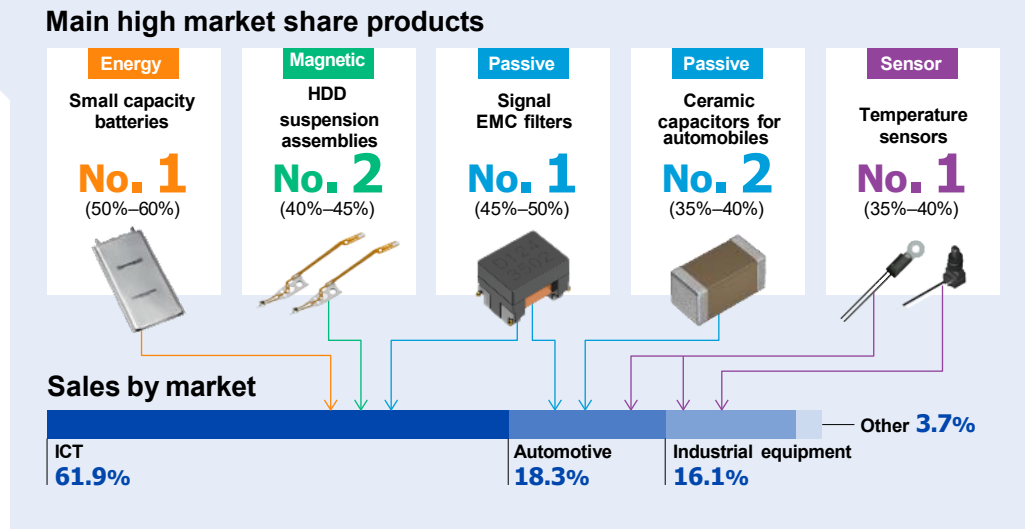 Main high market share products
Energy
Small capacity
batteries
No. 1
(50%–60%)
Magnetic
HDD
suspension
assemblies
No. 2
(40%–45%)
Passive
Signal
EMC filters
No. 1
(45%–50%)
Passive
Ceramic
capacitors for
automobiles
No. 2
(35%–40%)
Sensor
Temperature
sensors
No. 1
(35%–40%)
Sales by market
ICT
61.9%
Automotive
18.3%
Industrial equipment
16.1%
Other 3.7%